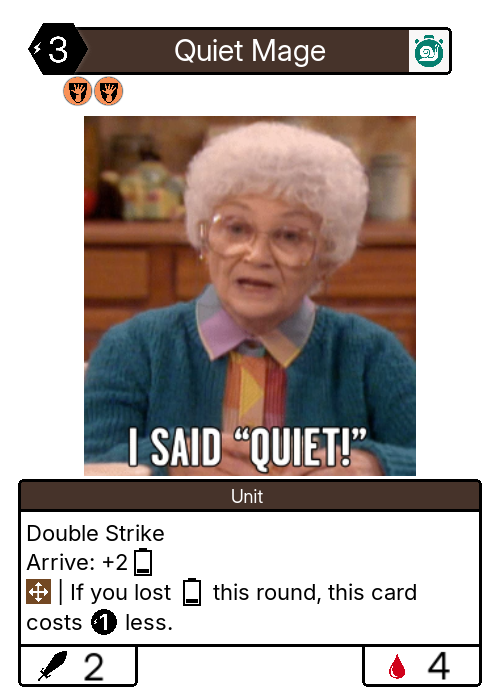 3
Quiet Mage
I SAID “QUIET!”
Unit
Double Strike
Arrive: +2
| If you lost this round, this card
costs 1 less.
2
4